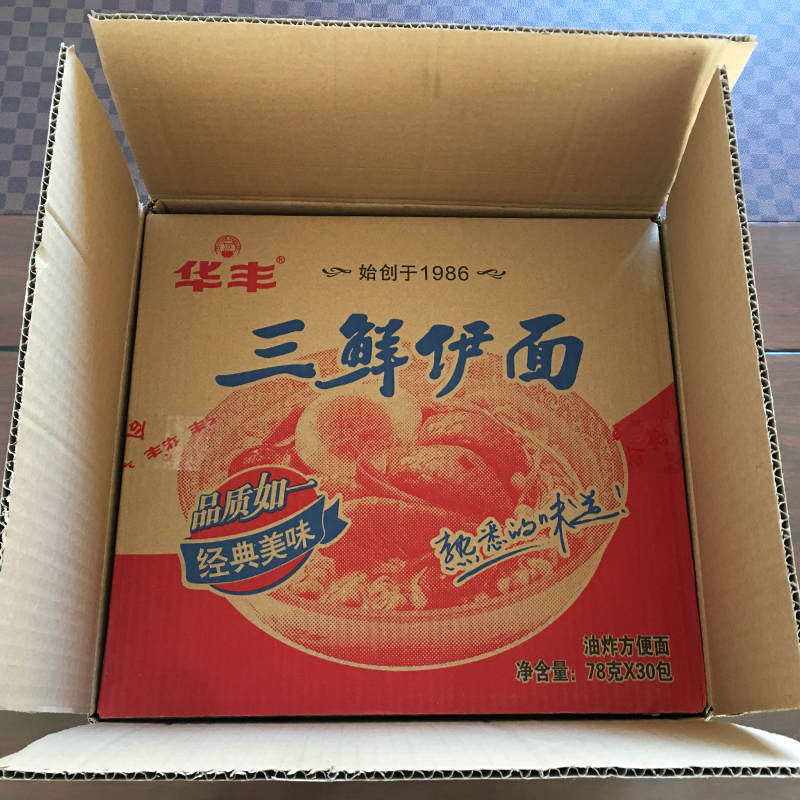 华丰®
始创于1986
三鲜伊面
品质如一
经典美味
熟悉的味道!
油炸方便面
净含量：78克X30包
华丰